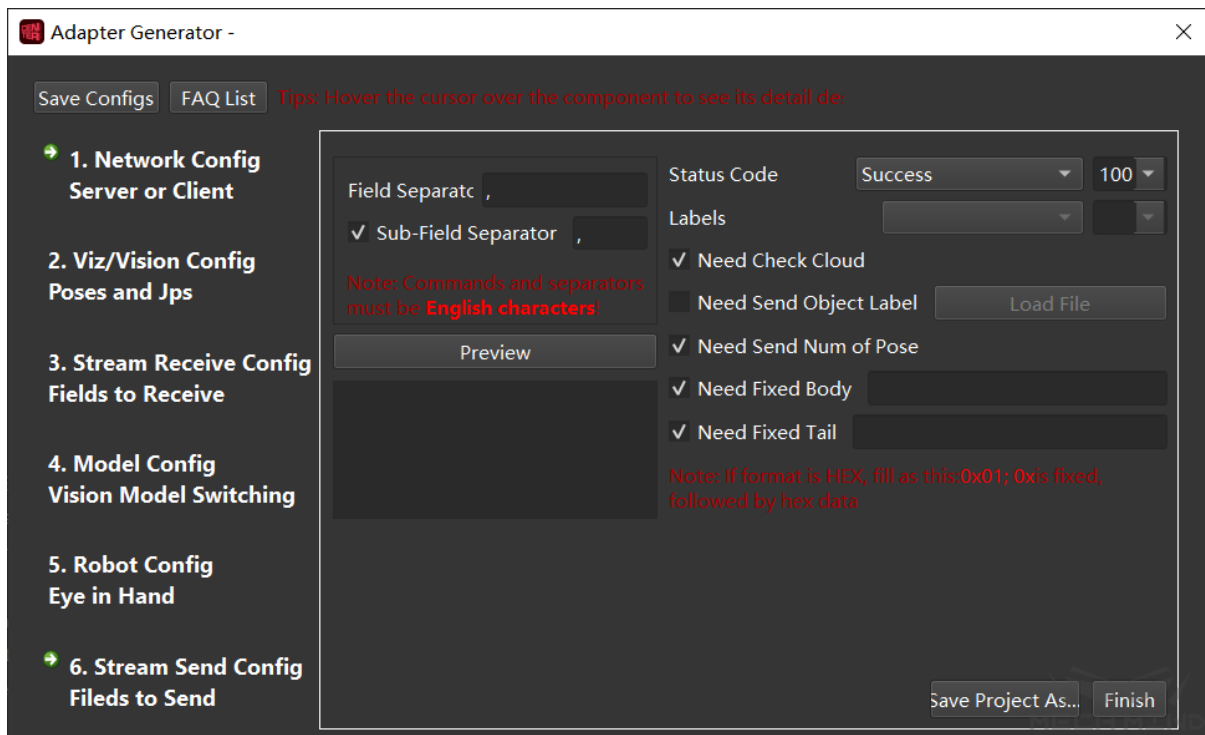 Adapter Generator -
Save Configs
FAQ List
Tips: Hover the cursor over the component to see its detail de
1. Network Config
Server or Client
2. Viz/Vision Config
Poses and Jps
3. Stream Receive Config
Fields to Receive
4. Model Config
Vision Model Switching
5. Robot Config
Eye in Hand
6. Stream Send Config
Fileds to Send
Field Separatc ,
Sub-Field Separator ,
Note: Commands and separators
must be English characters!
Preview
Status Code Success 100
Labels
Need Check Cloud
Need Send Object Label Load File
Need Send Num of Pose
Need Fixed Body
Need Fixed Tail
Note: If format is HEX, fill as this:0x01; 0xis fixed,
followed by hex data
Save Project As...
Finish
MECH MIND